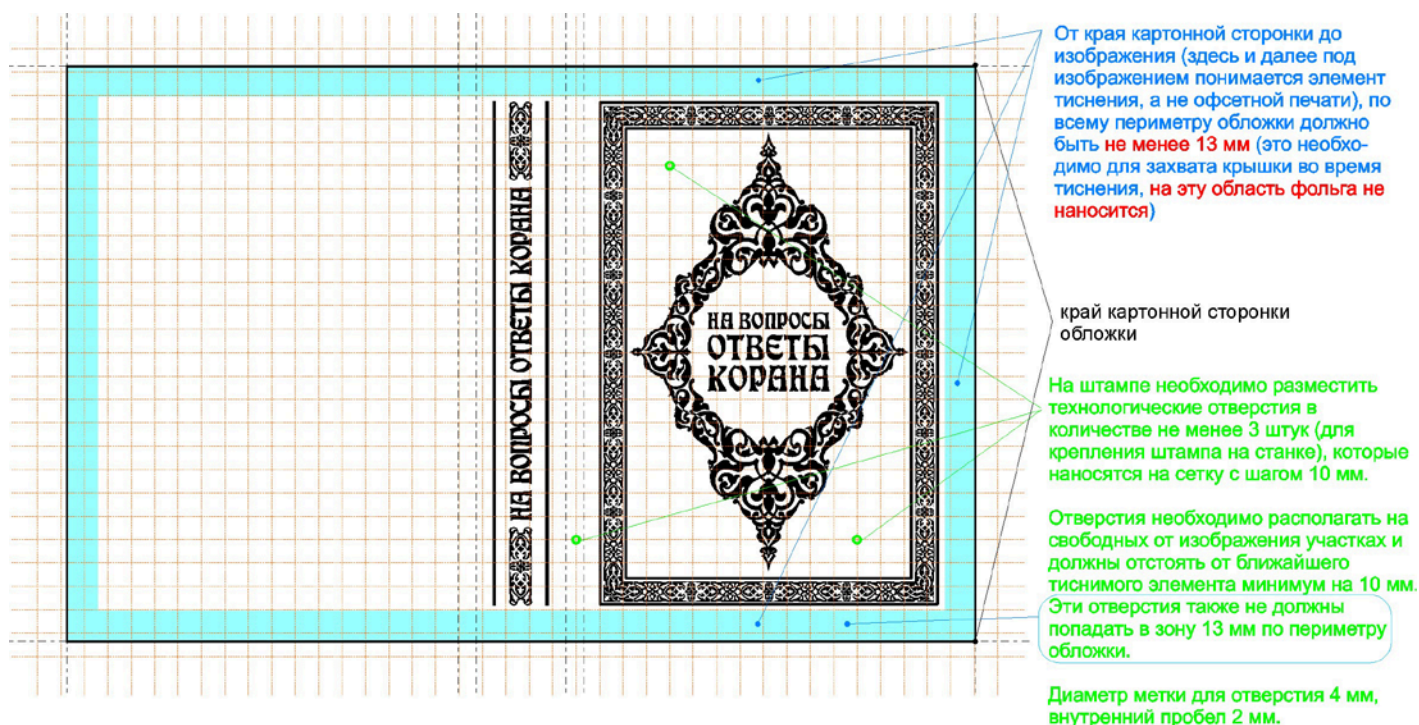 НА ВОПРОСЫ ОТВЕТЫ КОРАНА
НА ВОПРОСЫ
ОТВЕТЫ
КОРАНА
От края картонной сторонки до
изображения (здесь и далее под
изображением понимается элемент
тиснения, а не офсетной печати), по
всему периметру обложки должно
быть не менее 13 мм (это необхо-
димо для захвата крышки во время
тиснения, на эту область фольга не
наносится)
край картонной сторонки
обложки
На штампе необходимо разместить
технологические отверстия в
количестве не менее 3 штук (для
крепления штампа на станке), которые
наносятся на сетку с шагом 10 мм.
Отверстия необходимо располагать на
свободных от изображения участках и
должны отстоять от ближайшего
тиснимого элемента минимум на 10 мм.
Эти отверстия также не должны
попадать в зону 13 мм по периметру
обложки.
Диаметр метки для отверстия 4 мм,
внутренний пробел 2 мм.